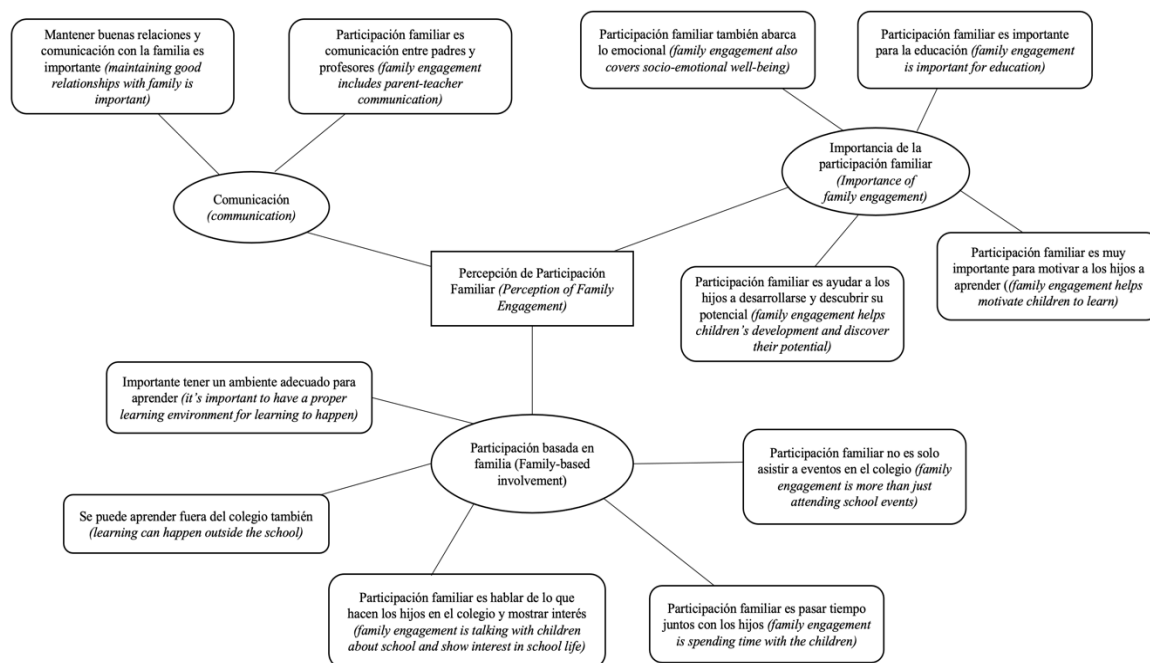 Mantener buenas relaciones y
comunicación con la familia es
importante (maintaining good
relationships with family is
important)
Participación familiar es
comunicación entre padres y
profesores (family engagement
includes parent-teacher
communication)
Participación familiar también abarca
lo emocional (family engagement also
covers socio-emotional well-being)
Participación familiar es importante
para la educación (family engagement
is important for education)
Comunicación
(communication)
Importancia de la
participación familiar
(Importance of
family engagement)
Percepción de Participación
Familiar (Perception of Family
Engagement)
Participación familiar es ayudar a los
hijos a desarrollarse y descubrir su
potencial (family engagement helps
children's development and discover
their potential)
Participación familiar es muy
importante para motivar a los hijos a
aprender ((family engagement helps
motivate children to learn)
Importante tener un ambiente adecuado para
aprender (it's important to have a proper
learning environment for learning to happen)
Participación basada en
familia (Family-based
involvement)
Participación familiar no es solo
asistir a eventos en el colegio (family
engagement is more than just
attending school events)
Se puede aprender fuera del colegio también
(learning can happen outside the school)
Participación familiar es hablar de lo que
hacen los hijos en el colegio y mostrar interés
(family engagement is talking with children
about school and show interest in school life)
Participación familiar es pasar tiempo
juntos con los hijos (family engagement
is spending time with the children)